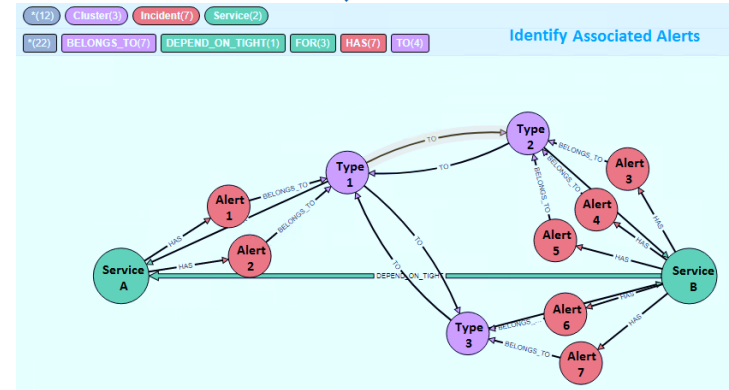 *(12) Cluster(3) Incident(7) Service(2)
*(22) BELONGS_TO(7) DEPEND_ON_TIGHT(1) FOR(3) HAS(7) TO(4)
Identify Associated Alerts
TO
Type
2
BELONGS_TO
Alert
3
TO
Type
1
BELONGS_TO
BELONGS_TO
BELONGS_TO
Alert
1
BELONGS_TO
Alert
4
HAS
HAS
Alert
2
HAS
Alert
5
HAS
HAS
Service
A
TO
DEPEND_ON_TIGHT
Service
B
HAS
Alert
6
BELONGS_...
Type
3
HAS
BELONGS_TO
Alert
7